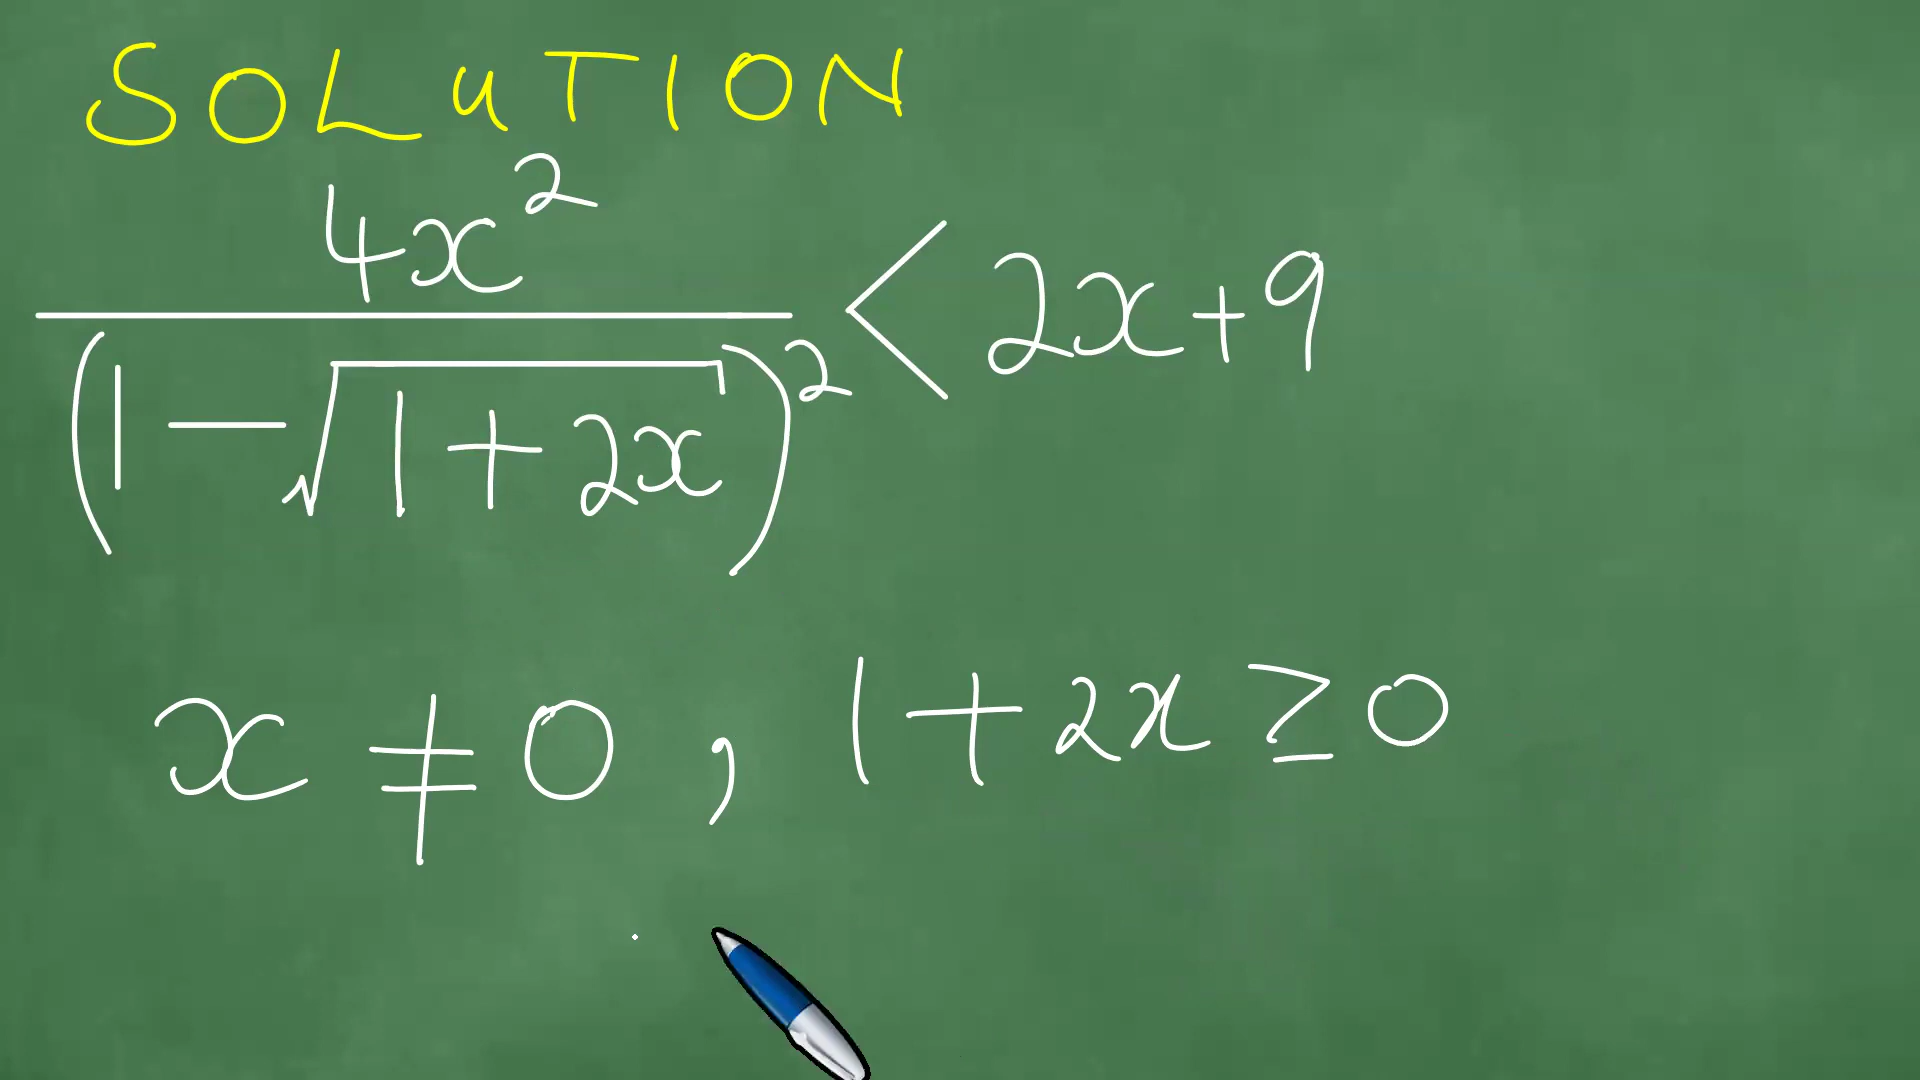 SOLUTION
4x²
───────────── < 2x+9
(1−√(1+2x))²
x ≠ 0 , 1+2x ≥ 0